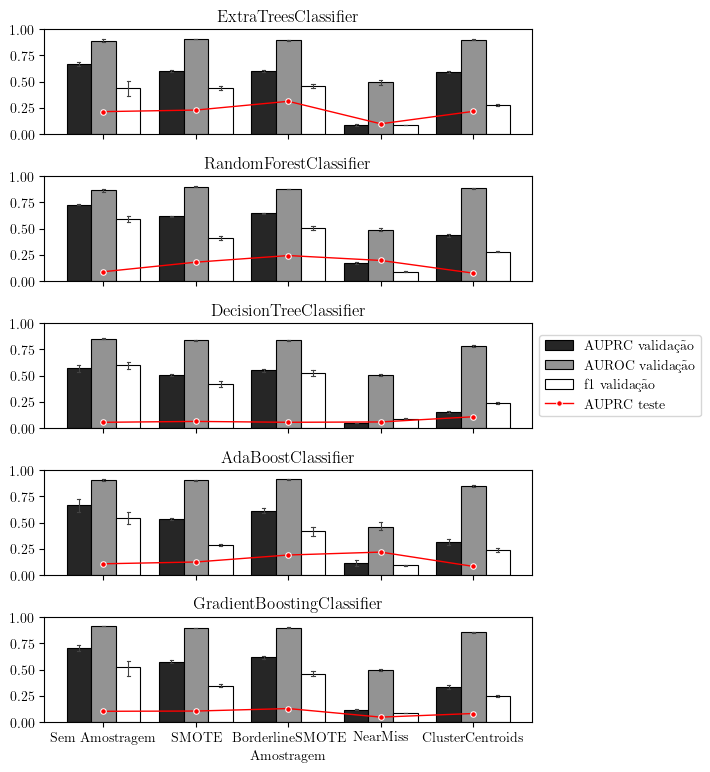 ExtraTreesClassifier
1.00
0.75
0.50
0.25
0.00
RandomForestClassifier
1.00
0.75
0.50
0.25
0.00
DecisionTreeClassifier
1.00
0.75
0.50
0.25
0.00
AUPRC validação
AUROC validação
f1 validação
AUPRC teste
AdaBoostClassifier
1.00
0.75
0.50
0.25
0.00
GradientBoostingClassifier
1.00
0.75
0.50
0.25
0.00
Sem Amostragem SMOTE BorderlineSMOTE NearMiss ClusterCentroids
Amostragem